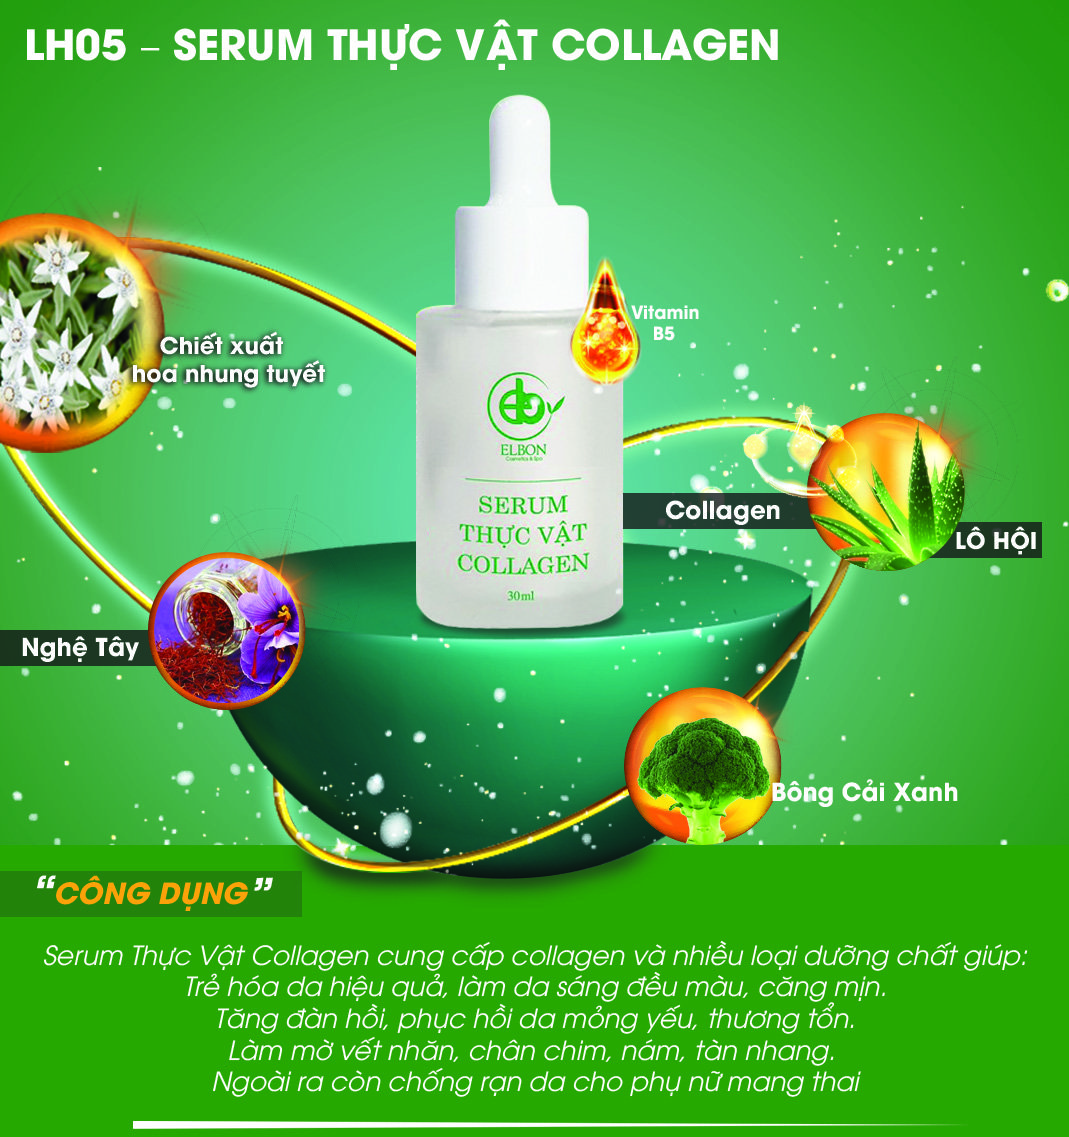 LH05 – SERUM THỰC VẬT COLLAGEN
Vitamin
B5
Chiết xuất
hoa nhung tuyết
ELBON
Cosmetics & Spa
SERUM
THỰC VẬT
COLLAGEN
30ml
Collagen
LÔ HỘI
Nghệ Tây
Bông Cải Xanh
“CÔNG DỤNG”
Serum Thực Vật Collagen cung cấp collagen và nhiều loại dưỡng chất giúp:
Trẻ hóa da hiệu quả, làm da sáng đều màu, căng mịn.
Tăng đàn hồi, phục hồi da mỏng yếu, thương tổn.
Làm mờ vết nhăn, chân chim, nám, tàn nhang.
Ngoài ra còn chống rạn da cho phụ nữ mang thai